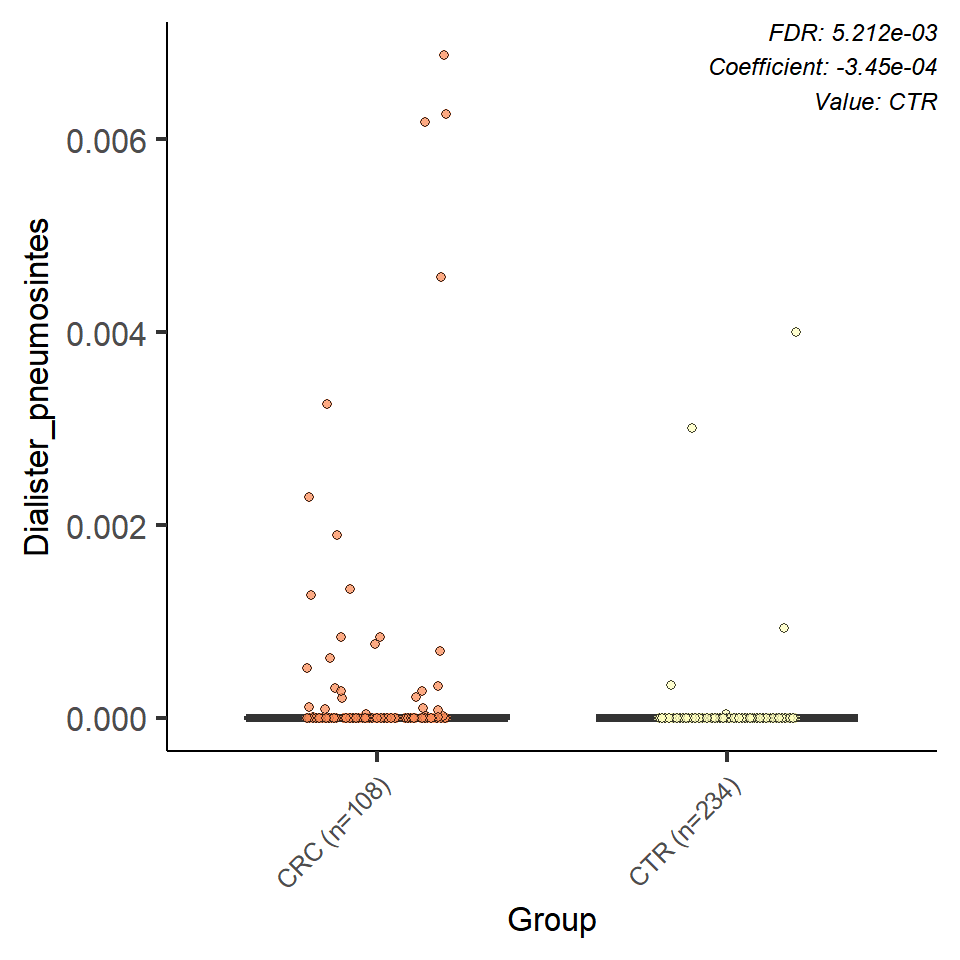 FDR: 5.212e-03
Coefficient: -3.45e-04
Value: CTR
Dialister_pneumosintes
0.006
0.004
0.002
0.000
CRC (n=108)
CTR (n=234)
Group